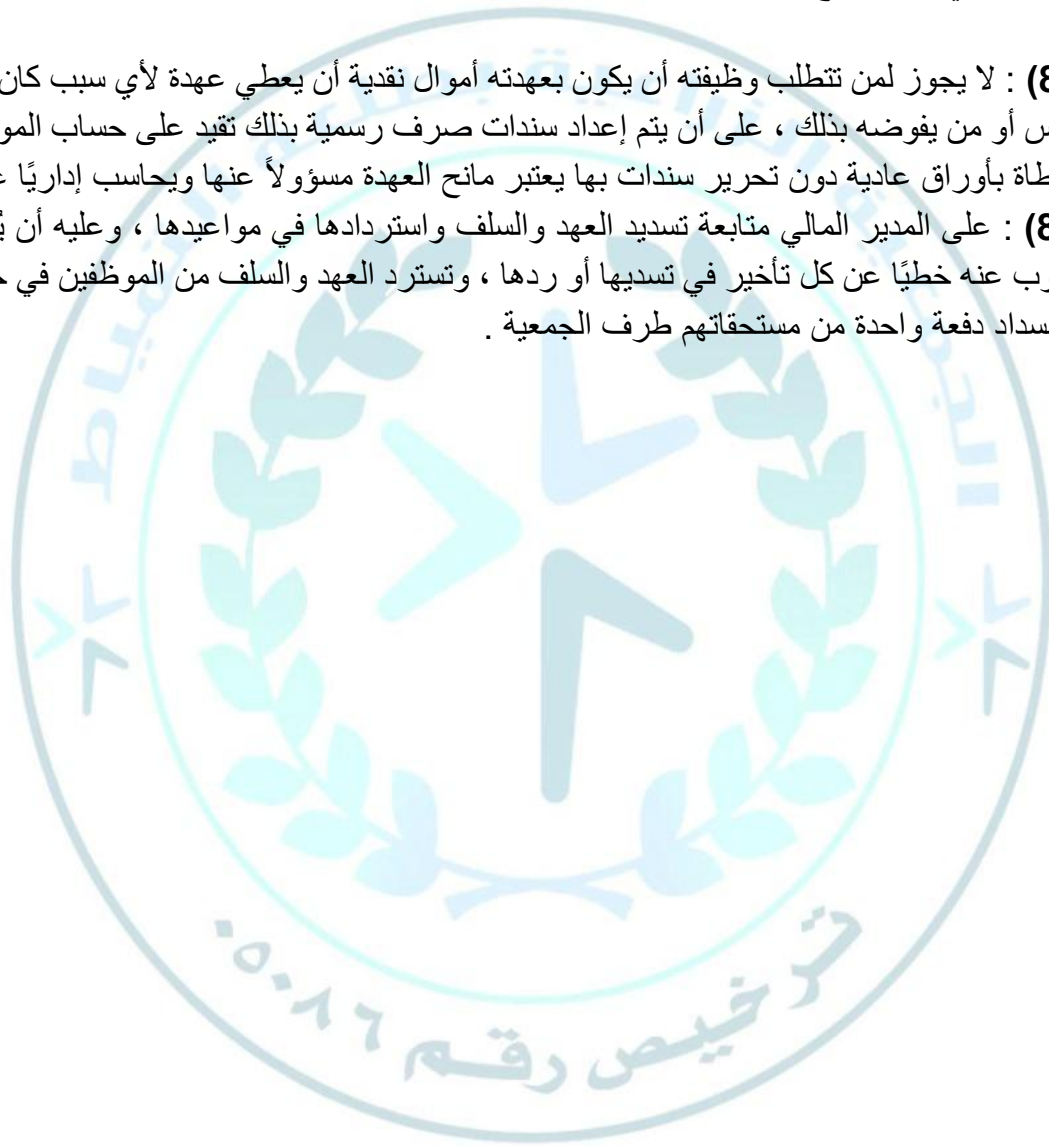 8) : لا يجوز لمن تتطلب وظيفته أن يكون بعهدته أموال نقدية أن يعطي عهدة لأي سبب كان
أو من يفوضه بذلك ، على أن يتم إعداد سندات صرف رسمية بذلك تقيد على حساب
بأوراق عادية دون تحرير سندات بها يعتبر مانح العهدة مسؤولاً عنها ويحاسب إداريًا
8) : على المدير المالي متابعة تسديد العهد والسلف واستردادها في مواعيدها ، وعليه أن
عنه خطيًا عن كل تأخير في تسديها أو ردها ، وتسترد العهد والسلف من الموظفين في
سداد دفعة واحدة من مستحقاتهم طرف الجمعية .
ترخيص رقم ٥٠٨٦٠